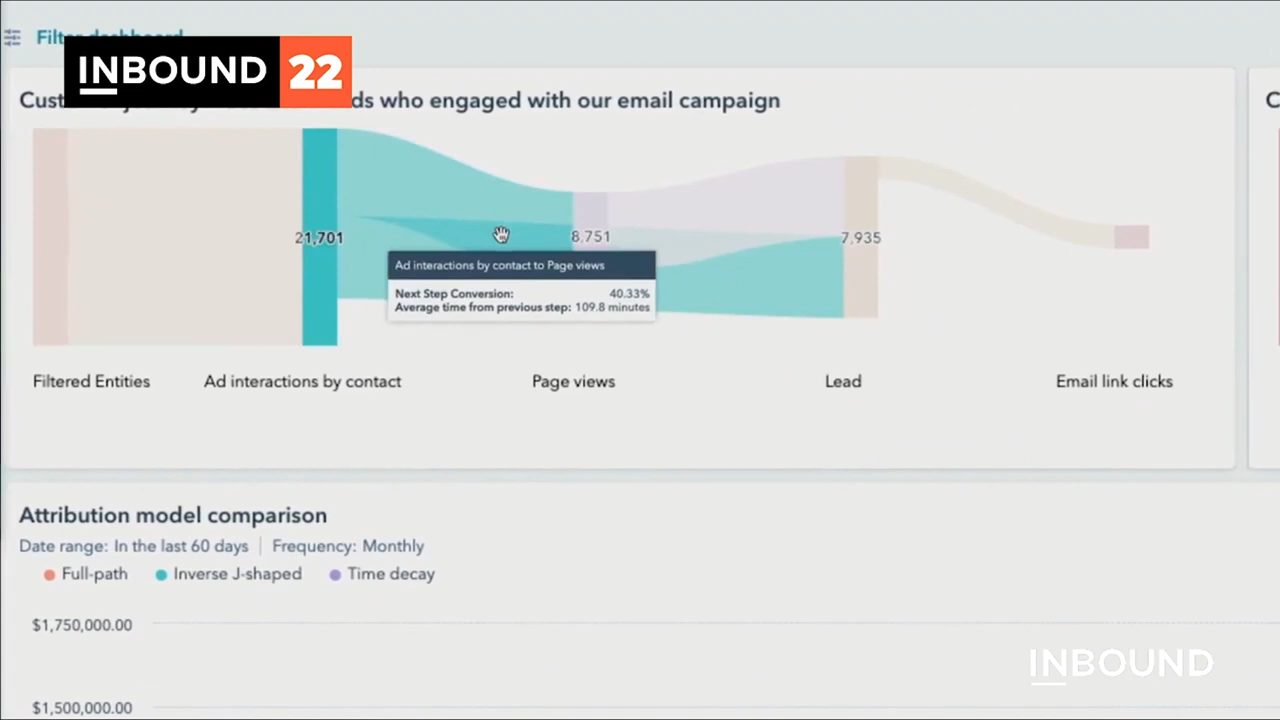 INBOUND 22
Cust
ds who engaged with our email campaign
21,701
8,751
7,935
Ad interactions by contact to Page views
Next Step Conversion: 40.33%
Average time from previous step: 109.8 minutes
Filtered Entities
Ad interactions by contact
Page views
Lead
Email link clicks
Attribution model comparison
Date range: In the last 60 days | Frequency: Monthly
Full-path
Inverse J-shaped
Time decay
$1,750,000.00
$1,500,000.00
INBOUND